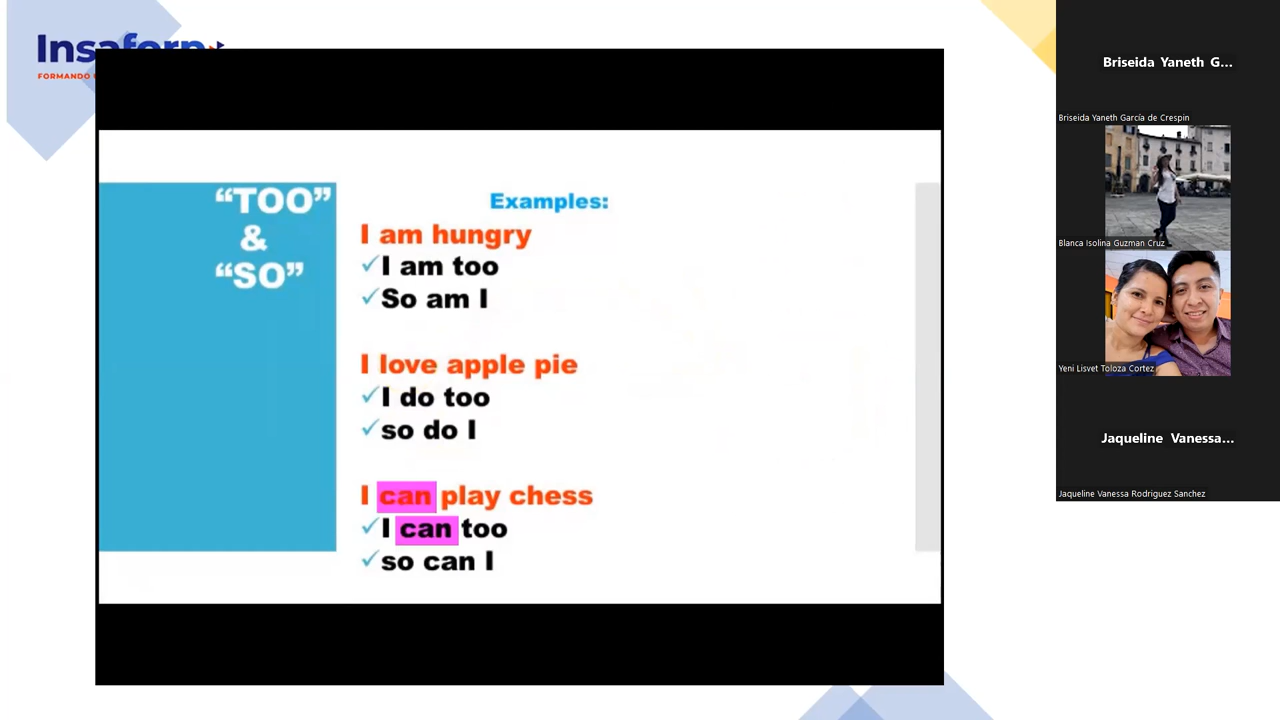 FORMANDO
"TOO"
&
"SO"
Examples:
I am hungry
✓I am too
✓So am I
I love apple pie
✓I do too
✓so do I
I can play chess
✓I can too
✓so can I
Briseida Yaneth G...
Briseida Yaneth García de Crespin
Blanca Isolina Guzman Cruz
Yeni Lisvet Toloza Cortez
Jaqueline Vanessa...
Jaqueline Vanessa Rodriguez Sanchez